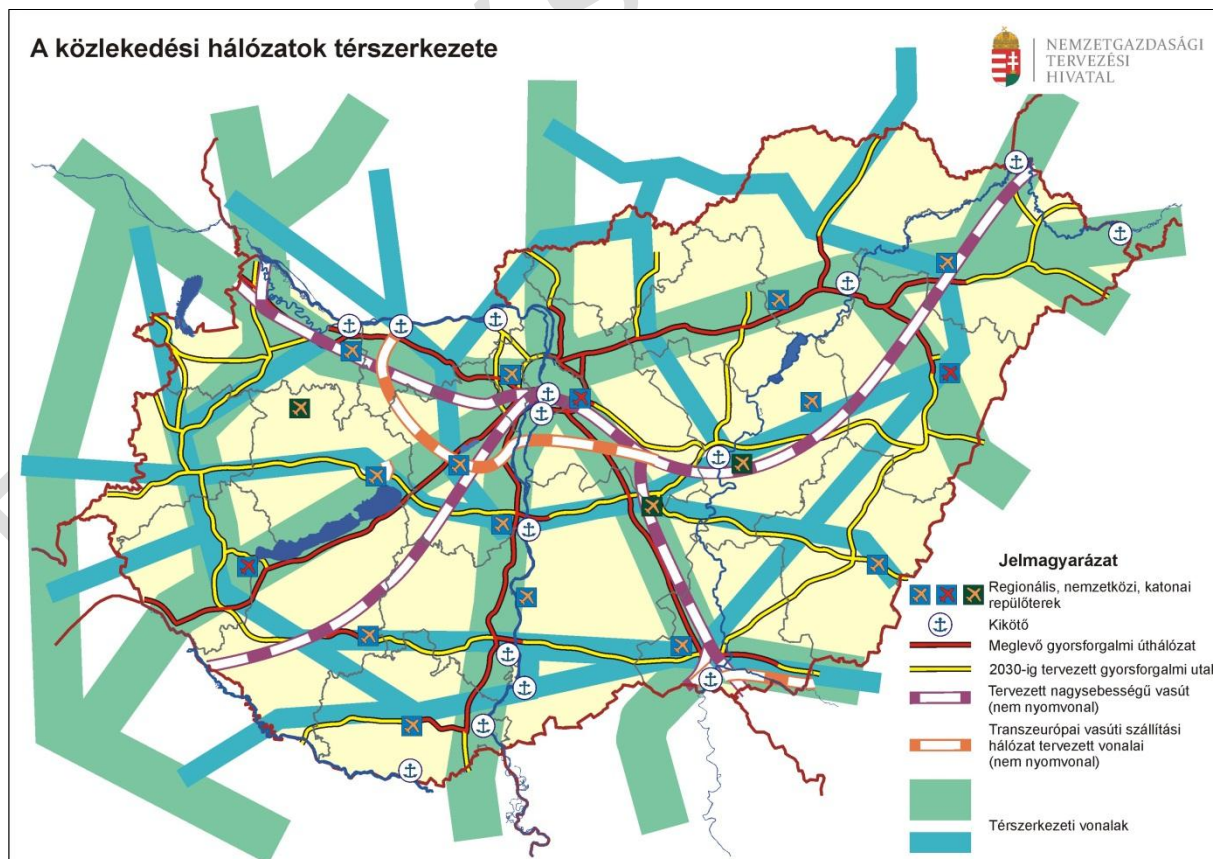 A közlekedési hálózatok térszerkezete
NEMZETGAZDASÁGI
TERVEZÉSI
HIVATAL
Jelmagyarázat
Regionális, nemzetközi, katonai
repülőterek
Kikötő
Meglevő gyorsforgalmi úthálózat
2030-ig tervezett gyorsforgalmi utak
Tervezett nagysebességű vasút
(nem nyomvonal)
Transzeurópai vasúti szállítási
hálózat tervezett vonalai
(nem nyomvonal)
Térszerkezeti vonalak